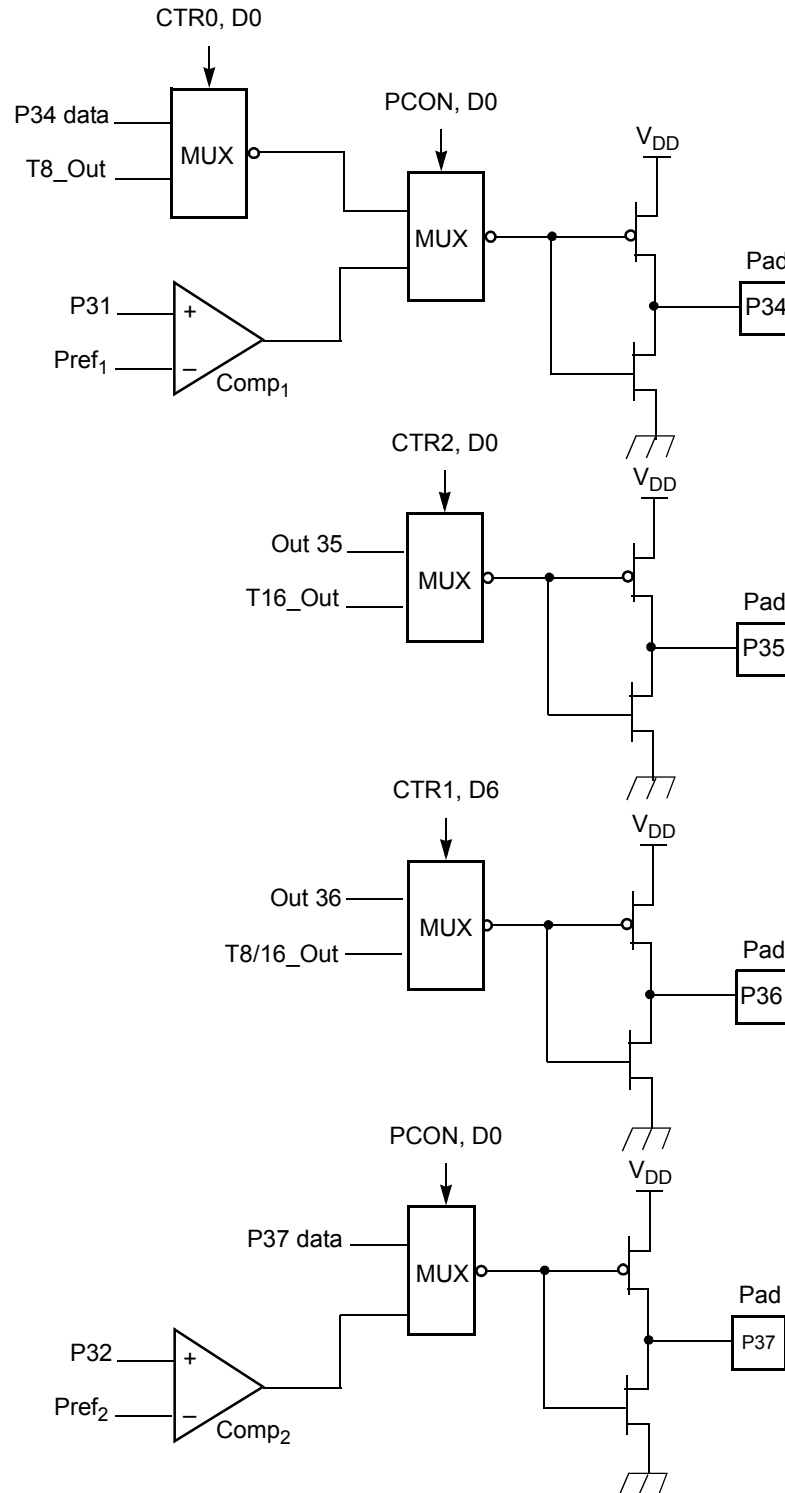 CTR0, D0
P34 data
T8_Out
MUX
PCON, D0
MUX
VDD
Pad
P34
P31
+
Pref1
–
Comp1
CTR2, D0
Out 35
T16_Out
MUX
VDD
Pad
P35
CTR1, D6
Out 36
T8/16_Out
MUX
VDD
Pad
P36
PCON, D0
P37 data
MUX
VDD
Pad
P37
P32
+
Pref2
–
Comp2